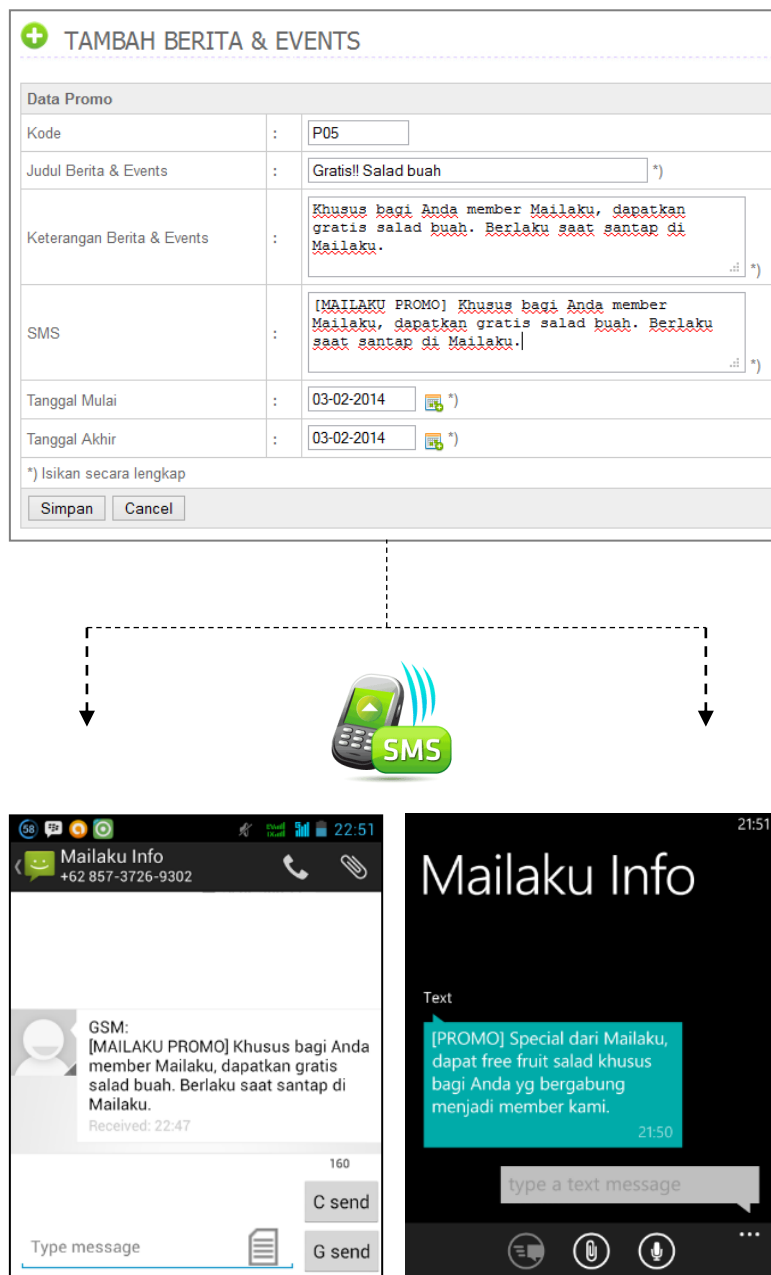 TAMBAH BERITA & EVENTS
Data Promo
Kode : P05
Judul Berita & Events : Gratis!! Salad buah *)
Keterangan Berita & Events :
Khusus bagi Anda member Mailaku, dapatkan
gratis salad buah. Berlaku saat santap di
Mailaku.
*)
SMS :
[MAILAKU PROMO] Khusus bagi Anda member
Mailaku, dapatkan gratis salad buah. Berlaku
saat santap di Mailaku.
*)
Tanggal Mulai : 03-02-2014 *)
Tanggal Akhir : 03-02-2014 *)
*) Isikan secara lengkap
Simpan Cancel
SMS
58 22:51
Mailaku Info
+62 857-3726-9302
GSM:
[MAILAKU PROMO] Khusus bagi Anda
member Mailaku, dapatkan gratis
salad buah. Berlaku saat santap di
Mailaku.
Received: 22:47
160
C send
Type message
G send
21:51
Mailaku Info
Text
[PROMO] Special dari Mailaku,
dapat free fruit salad khusus
bagi Anda yg bergabung
menjadi member kami.
21:50
type a text message